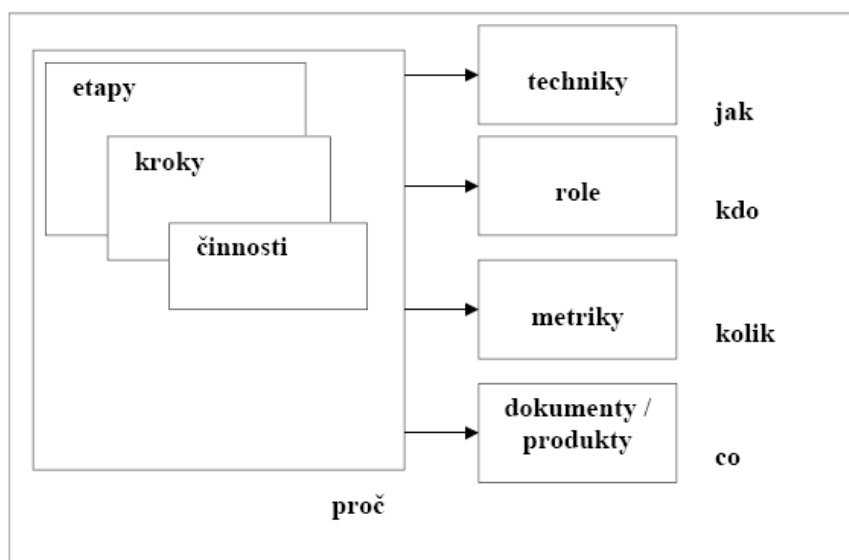 etapy
kroky
činnosti
techniky
jak
role
kdo
metriky
kolik
dokumenty /
produkty
co
proč